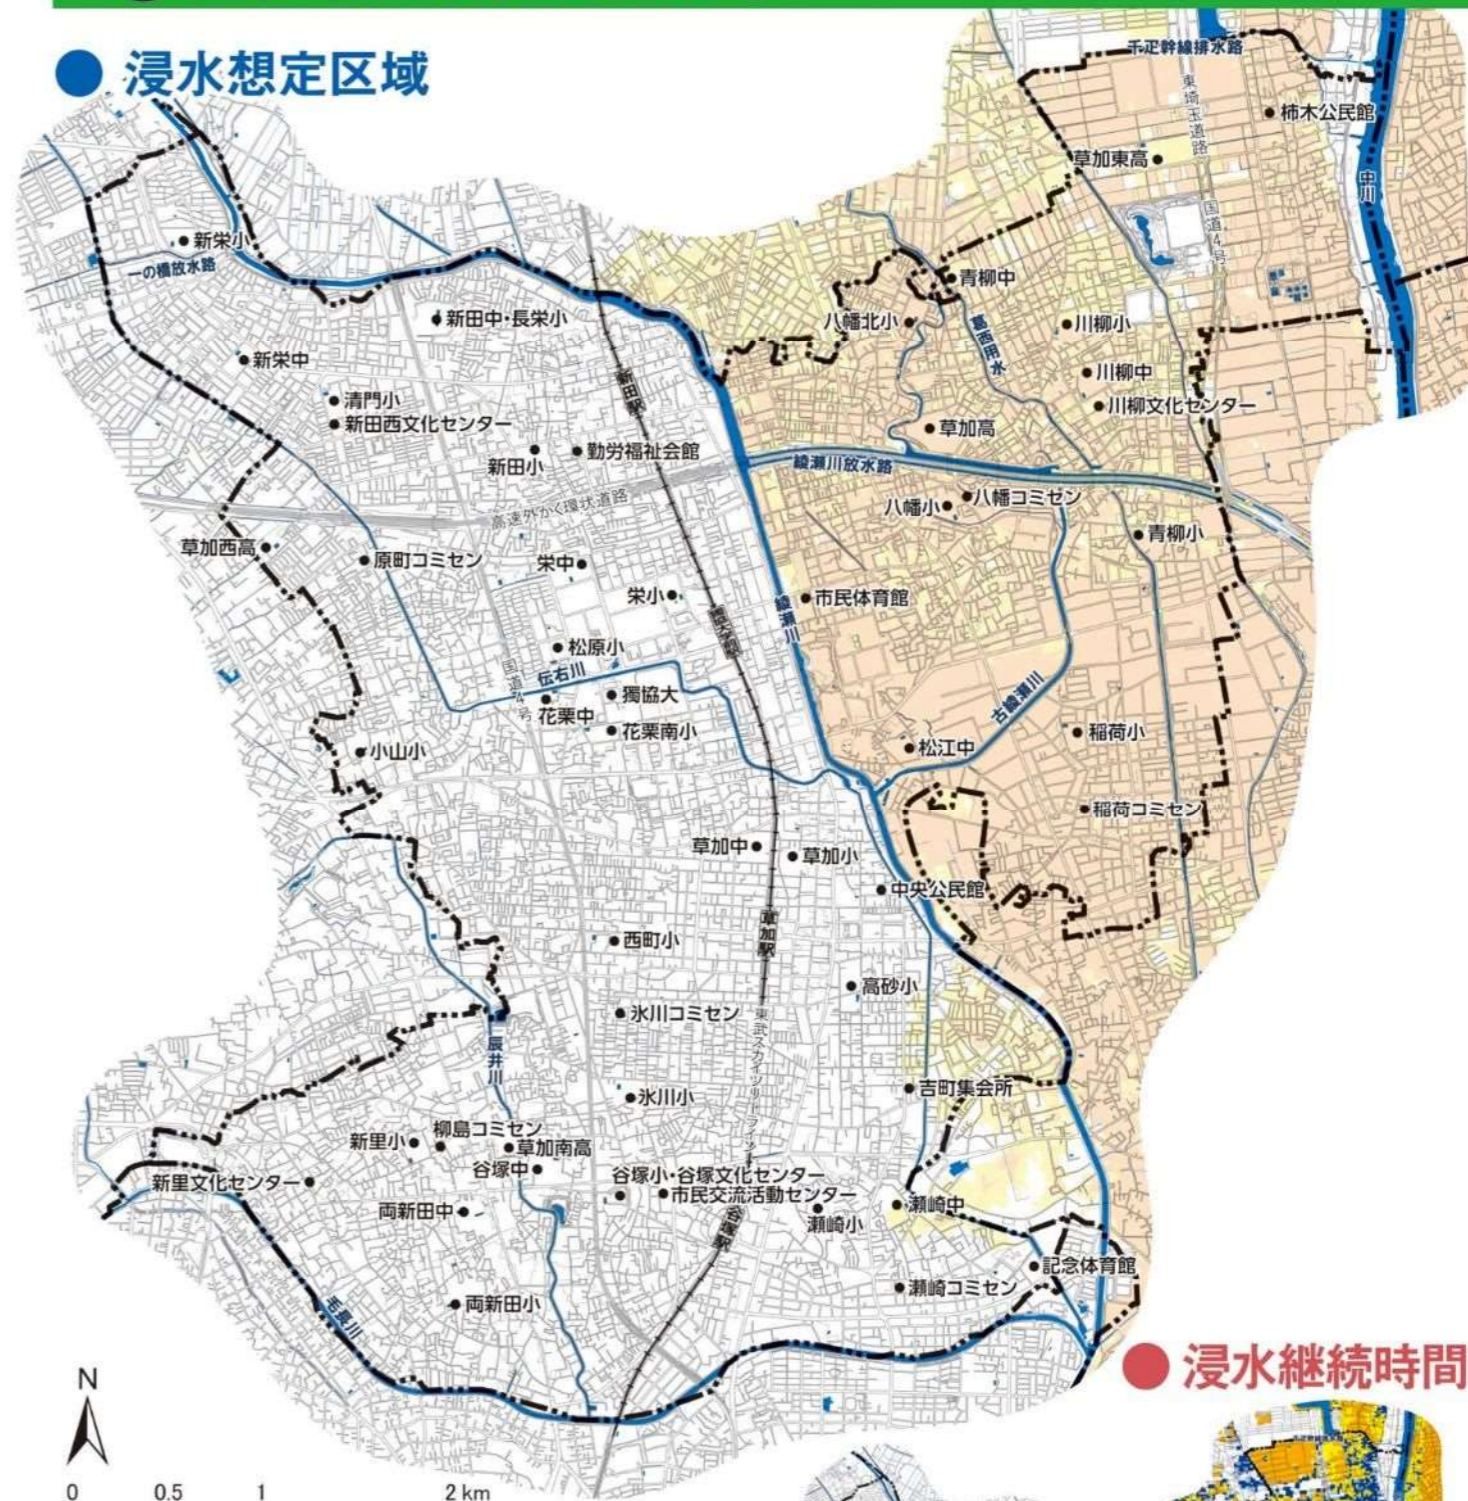 浸水想定区域
千疋幹線排水路
東埼玉道路
柿木公民館
草加東高
中川
国道4号
新栄小
一の橋放水路
青柳中
新田中・長栄小
八幡北小
葛西用水
川柳小
新栄中
新田駅
川柳中
清門小
川柳文化センター
新田西文化センター
草加高
新田小
勤労福祉会館
綾瀬川放水路
高速外かく環状道路
八幡小
八幡コミセン
青柳小
草加西高
原町コミセン
栄中
栄小
市民体育館
綾瀬川
松原小
国道4号
伝右川
獨協大
花栗中
花栗南小
古綾瀬川
稲荷小
松江中
小山小
稲荷コミセン
草加中
草加小
中央公民館
草加駅
西町小
高砂小
氷川コミセン
東武スカイツリーライン
辰井川
吉町集会所
氷川小
新里小
柳島コミセン
草加南高
谷塚中
新里文化センター
谷塚小・谷塚文化センター
市民交流活動センター
両新田中
瀬崎小
瀬崎中
谷塚駅
記念体育館
瀬崎コミセン
両新田小
毛長川
浸水継続時間
N
0 0.5 1 2 km